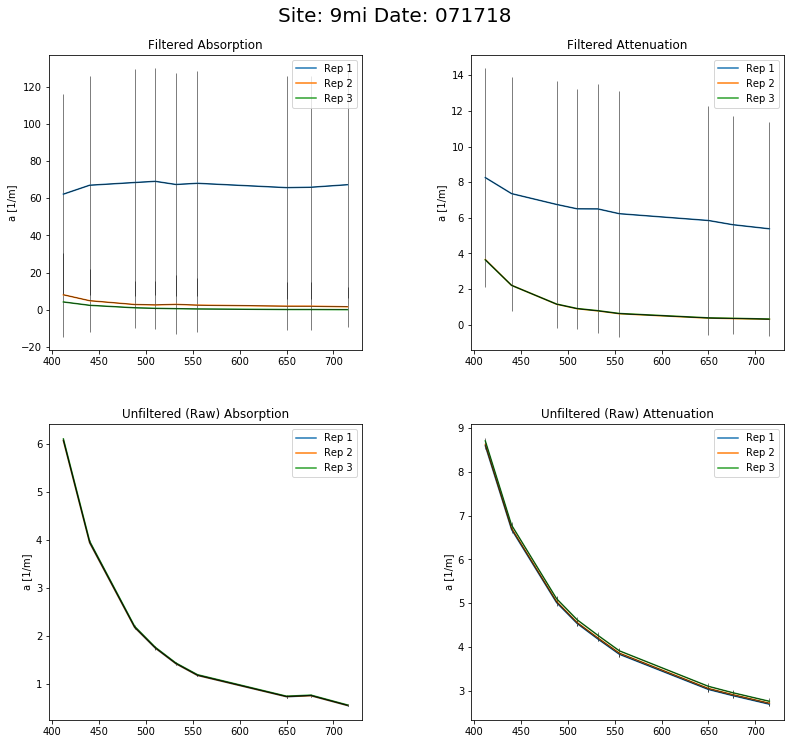 Site: 9mi Date: 071718
Filtered Absorption
a [1/m]
120
100
80
60
40
20
0
−20
400 450 500 550 600 650 700
Rep 1
Rep 2
Rep 3
Filtered Attenuation
a [1/m]
14
12
10
8
6
4
2
0
400 450 500 550 600 650 700
Rep 1
Rep 2
Rep 3
Unfiltered (Raw) Absorption
a [1/m]
6
5
4
3
2
1
400 450 500 550 600 650 700
Rep 1
Rep 2
Rep 3
Unfiltered (Raw) Attenuation
a [1/m]
9
8
7
6
5
4
3
400 450 500 550 600 650 700
Rep 1
Rep 2
Rep 3